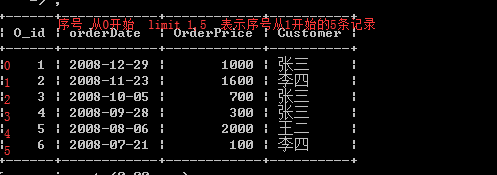 -> ;
序号 从0开始 limit 1,5 表示序号从1开始的5条记录
O_id | orderDate | OrderPrice | Customer |
0 1 | 2008-12-29 | 1000 | 张三
1 2 | 2008-11-23 | 1600 | 李四
2 3 | 2008-10-05 | 700 | 张三
3 4 | 2008-09-28 | 300 | 张三
4 5 | 2008-08-06 | 2000 | 王二
5 6 | 2008-07-21 | 100 | 李四